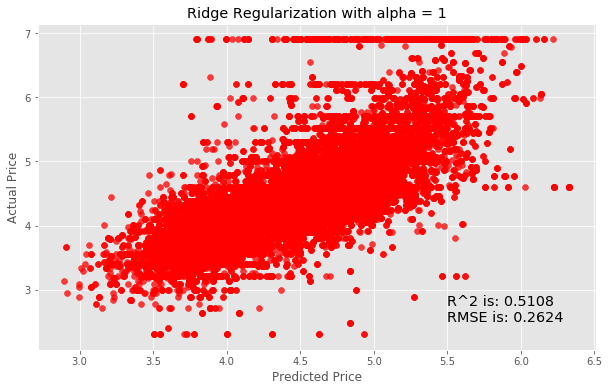 Ridge Regularization with alpha = 1
Actual Price
7
6
5
4
3
R^2 is: 0.5108
RMSE is: 0.2624
3.0 3.5 4.0 4.5 5.0 5.5 6.0 6.5
Predicted Price